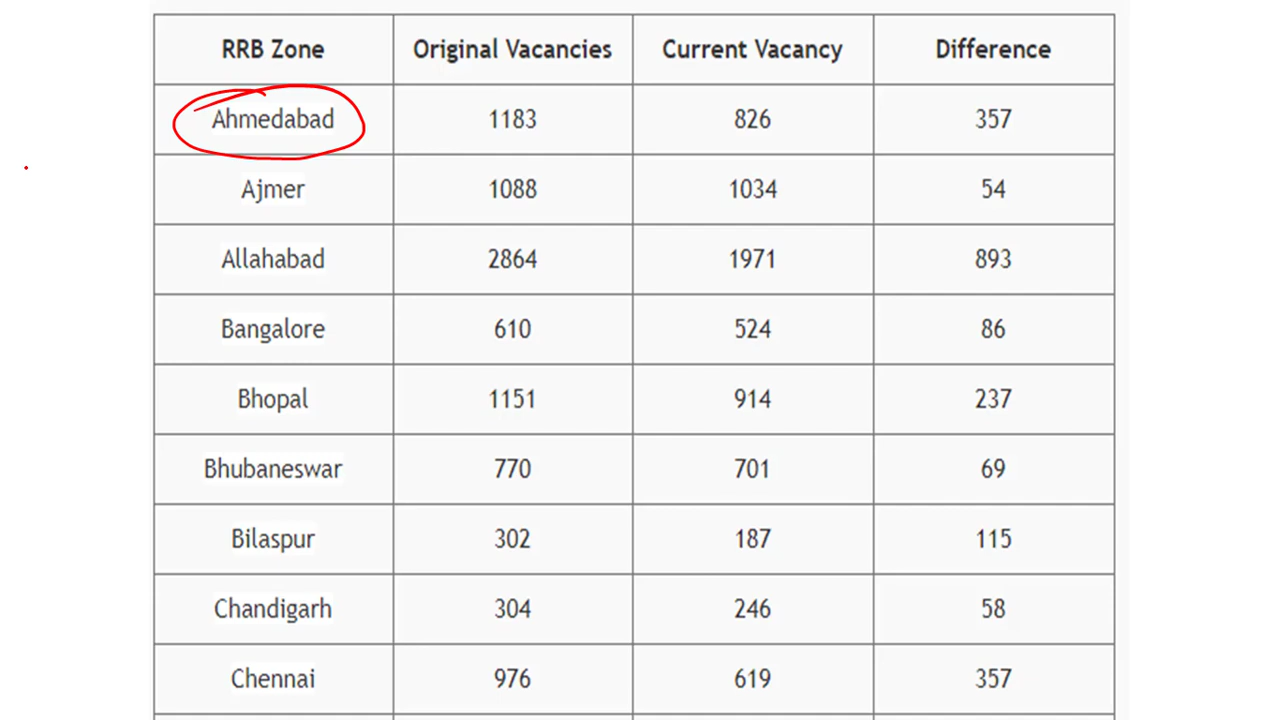 RRB Zone Original Vacancies Current Vacancy Difference
Ahmedabad 1183 826 357
Ajmer 1088 1034 54
Allahabad 2864 1971 893
Bangalore 610 524 86
Bhopal 1151 914 237
Bhubaneswar 770 701 69
Bilaspur 302 187 115
Chandigarh 304 246 58
Chennai 976 619 357